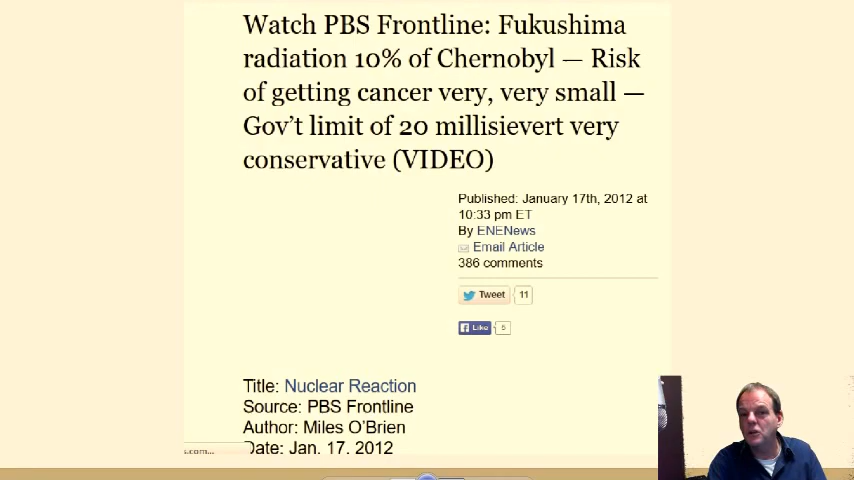 Watch PBS Frontline: Fukushima
radiation 10% of Chernobyl — Risk
of getting cancer very, very small —
Gov't limit of 20 millisievert very
conservative (VIDEO)
Published: January 17th, 2012 at
10:33 pm ET
By ENENews
Email Article
386 comments
Tweet 11
Like 5
Title: Nuclear Reaction
Source: PBS Frontline
Author: Miles O'Brien
Date: Jan. 17, 2012